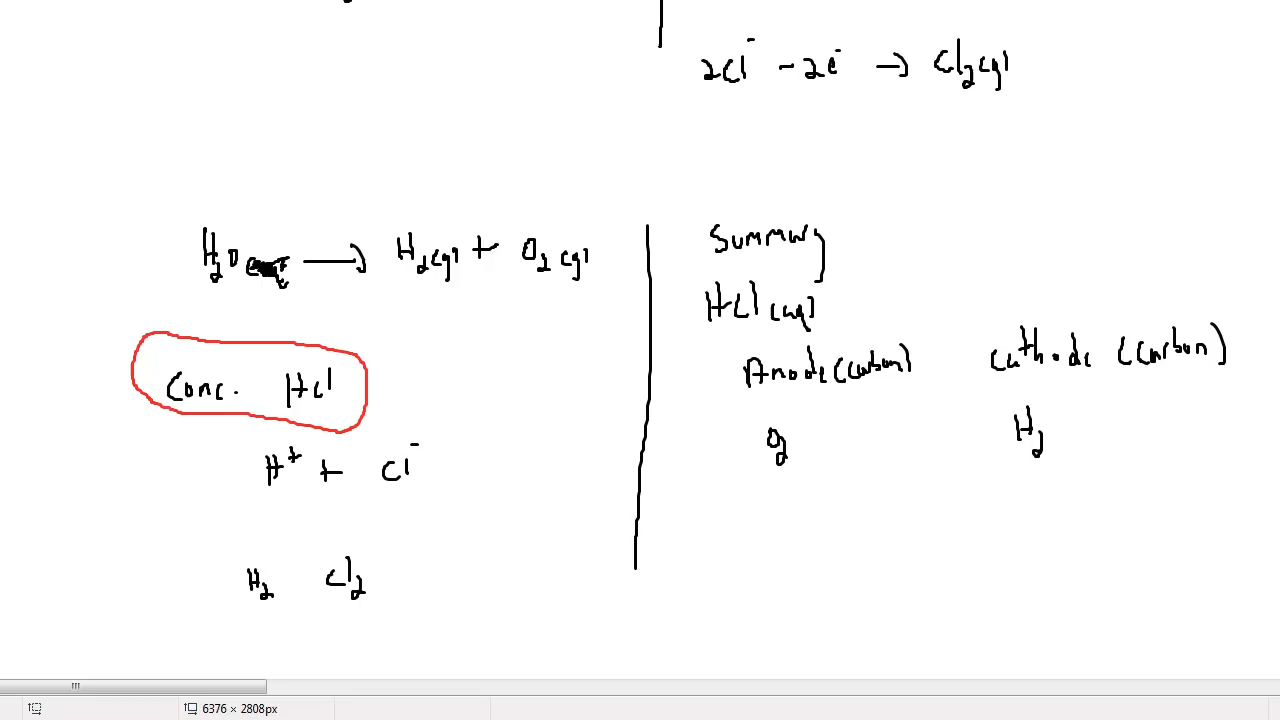 2Cl⁻ - 2e⁻ → Cl₂(g)
H₂O → H₂(g) + O₂(g)
Conc. HCl
H⁺ + Cl⁻
H₂ Cl₂
Summary
HCl(aq)
Anode (carbon) cathode (carbon)
O₂ H₂
6376 × 2808px